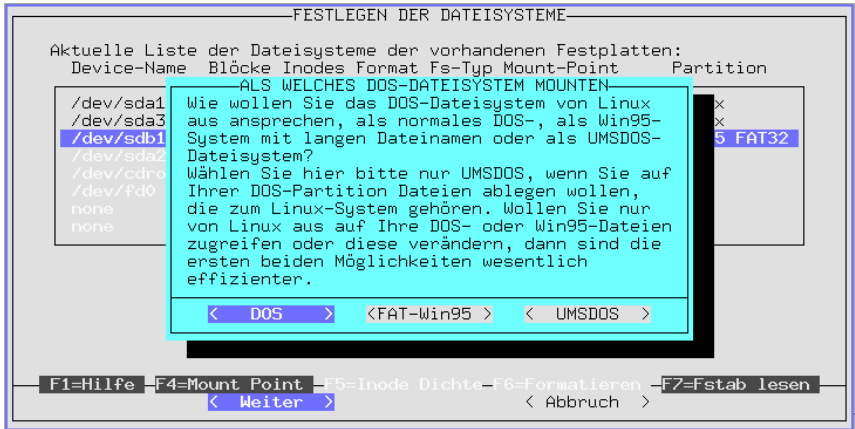 FESTLEGEN DER DATEISYSTEME
Aktuelle Liste der Dateisysteme der vorhandenen Festplatten:
Device-Name Blöcke Inodes Format Fs-Typ Mount-Point Partition
ALS WELCHES DOS-DATEISYSTEM MOUNTEN
/dev/sda1 Wie wollen Sie das DOS-Dateisystem von Linux x
/dev/sda3 aus ansprechen, als normales DOS-, als Win95- x
/dev/sdb1 System mit langen Dateinamen oder als UMSDOS- 5 FAT32
/dev/sda2 Dateisystem?
/dev/cdro Wählen Sie hier bitte nur UMSDOS, wenn Sie auf
/dev/fd0 Ihrer DOS-Partition Dateien ablegen wollen,
none die zum Linux-System gehören. Wollen Sie nur
none von Linux aus auf Ihre DOS- oder Win95-Dateien
zugreifen oder diese verändern, dann sind die
ersten beiden Möglichkeiten wesentlich
effizienter.
< DOS > <FAT-Win95 > < UMSDOS >
F1=Hilfe F4=Mount Point F5=Inode Dichte F6=Formatieren F7=Fstab lesen
< Weiter > < Abbruch >